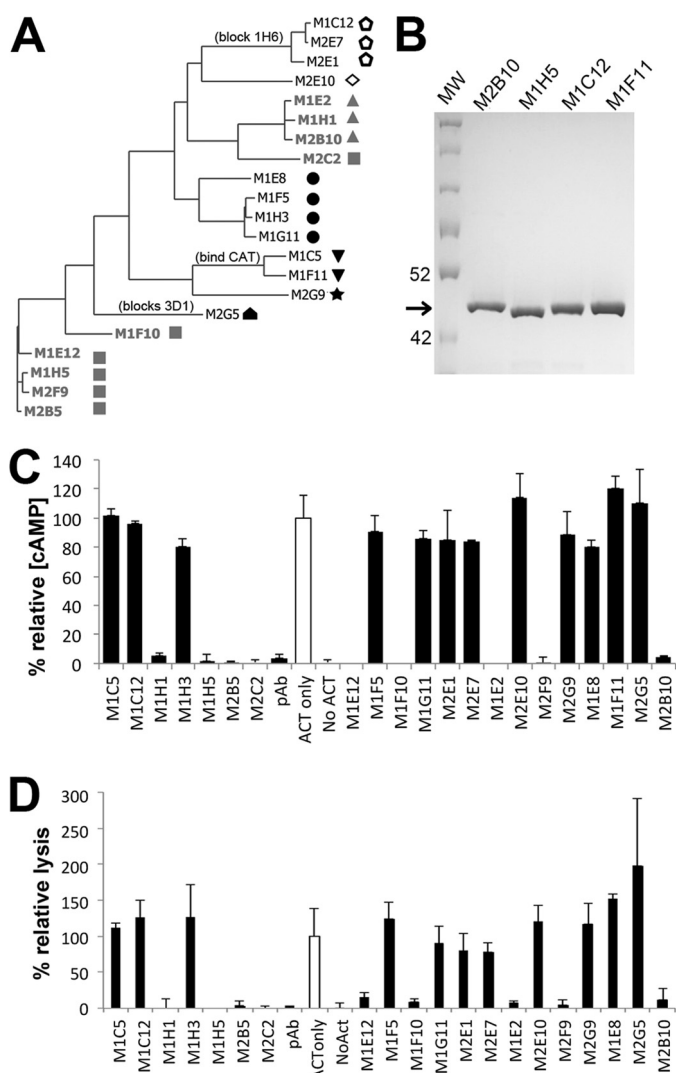 A
(block 1H6)
M1C12
M2E7
M2E1
M2E10
M1E2
M1H1
M2B10
M2C2
M1E8
M1F5
M1H3
M1G11
(bind CAT)
M1C5
M1F11
M2G9
(blocks 3D1)
M2G5
M1F10
M1E12
M1H5
M2F9
M2B5
B
MW M2B10 M1H5 M1C12 M1F11
52
42
C
% relative [cAMP]
140
120
100
80
60
40
20
0
M1C5 M1C12 M1H1 M1H3 M1H5 M2B5 M2C2 pAb ACT only No ACT M1E12 M1F5 M1F10 M1G11 M2E1 M2E7 M1E2 M2E10 M2F9 M2G9 M1E8 M1F11 M2G5 M2B10
D
% relative lysis
300
250
200
150
100
50
0
M1C5 M1C12 M1H1 M1H3 M1H5 M2B5 M2C2 pAb ACTonly NoAct M1E12 M1F5 M1F10 M1G11 M2E1 M2E7 M1E2 M2E10 M2F9 M2G9 M1E8 M2G5 M2B10